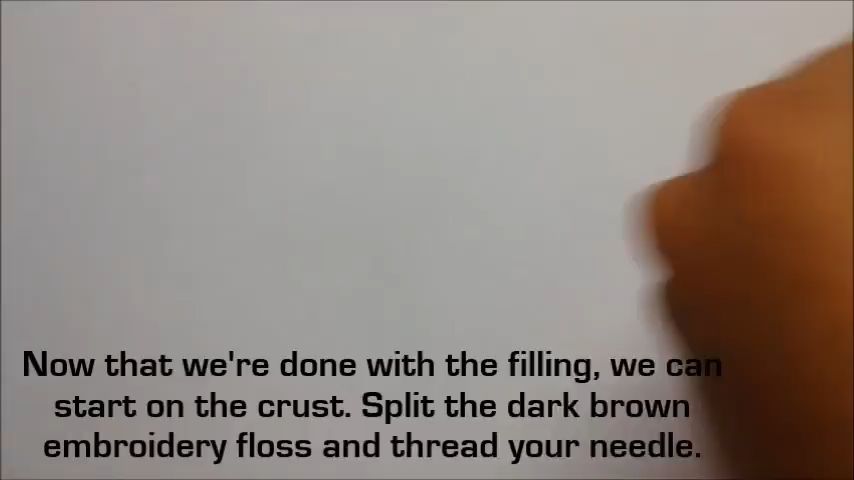 Now that we're done with the filling, we can
start on the crust. Split the dark brown
embroidery floss and thread your needle.